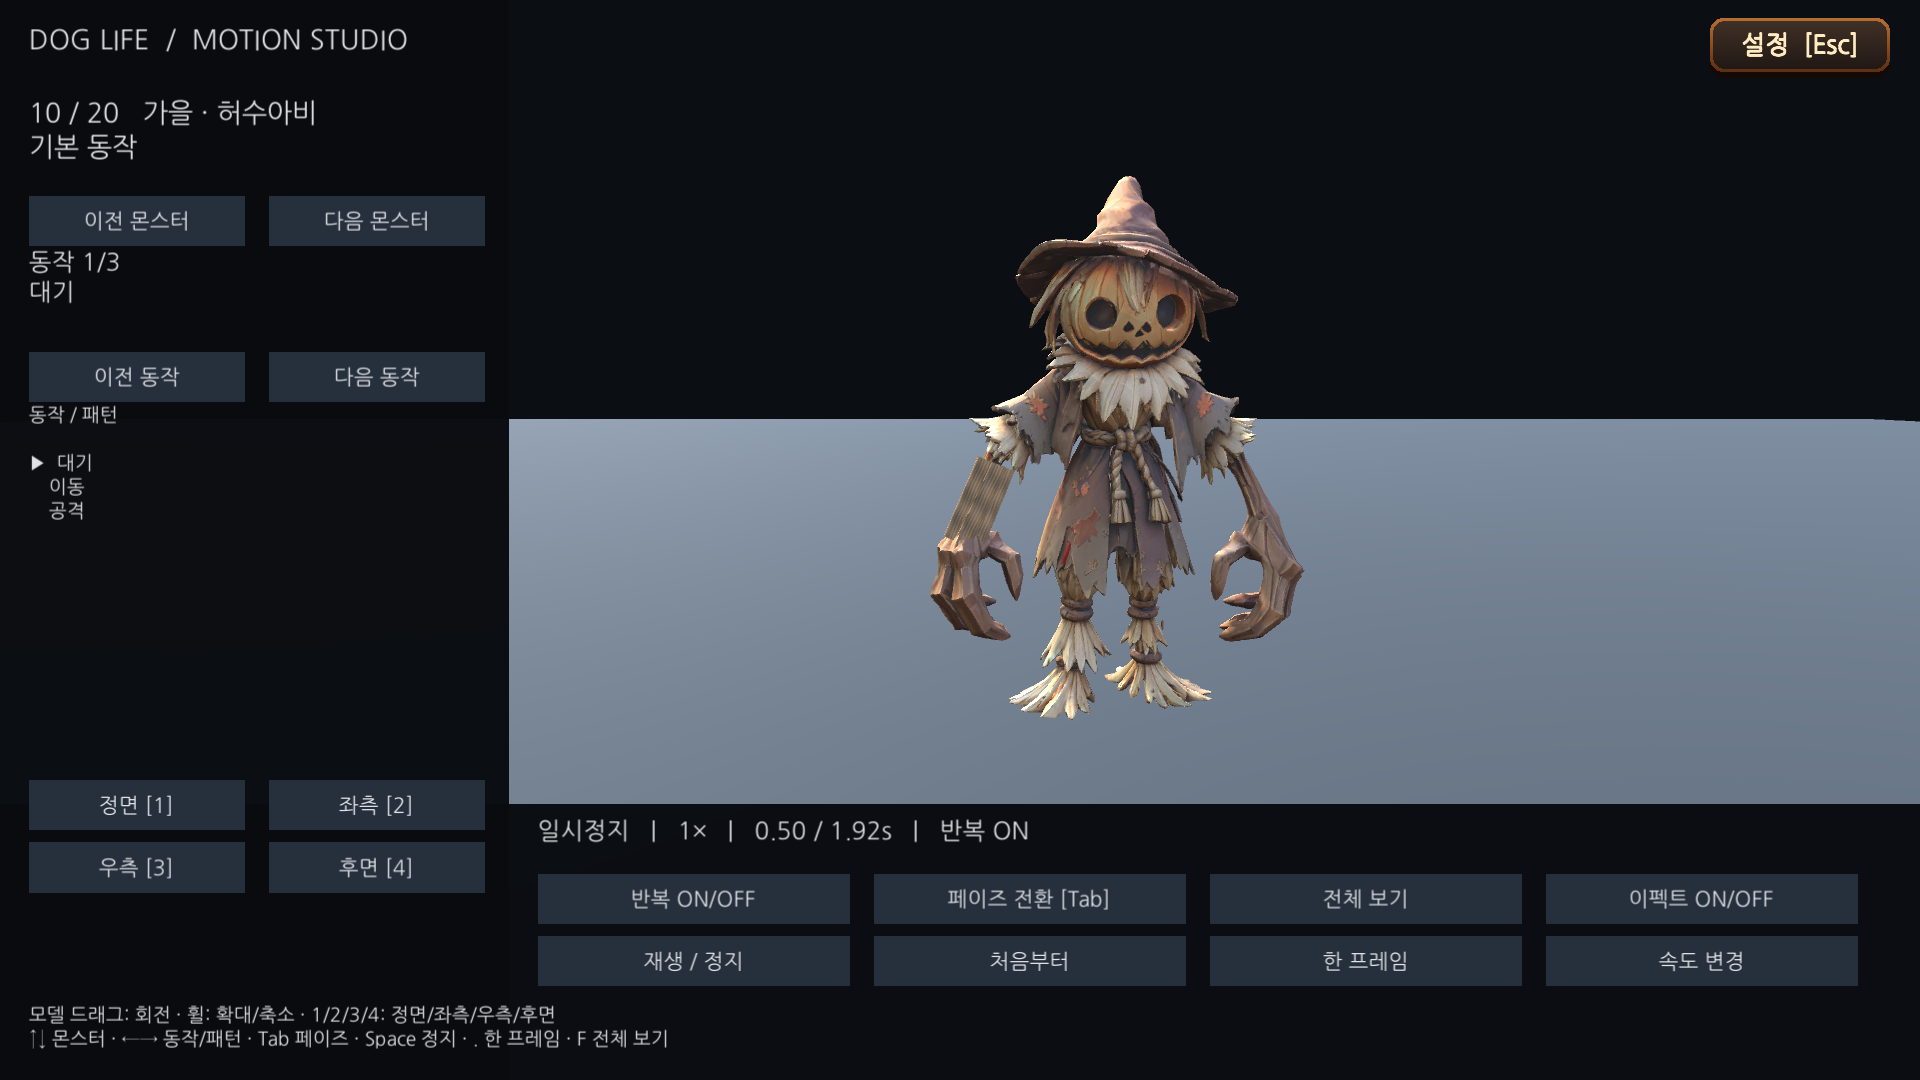 DOG LIFE / MOTION STUDIO
설정 [Esc]
10 / 20 가을 · 허수아비
기본 동작
이전 몬스터 다음 몬스터
동작 1/3
대기
이전 동작 다음 동작
동작 / 패턴
▶ 대기
이동
공격
정면 [1] 좌측 [2]
우측 [3] 후면 [4]
일시정지 | 1× | 0.50 / 1.92s | 반복 ON
반복 ON/OFF 페이즈 전환 [Tab] 전체 보기 이펙트 ON/OFF
재생 / 정지 처음부터 한 프레임 속도 변경
모델 드래그: 회전 · 휠: 확대/축소 · 1/2/3/4: 정면/좌측/우측/후면
↑↓ 몬스터 · ←→ 동작/패턴 · Tab 페이즈 · Space 정지 · . 한 프레임 · F 전체 보기